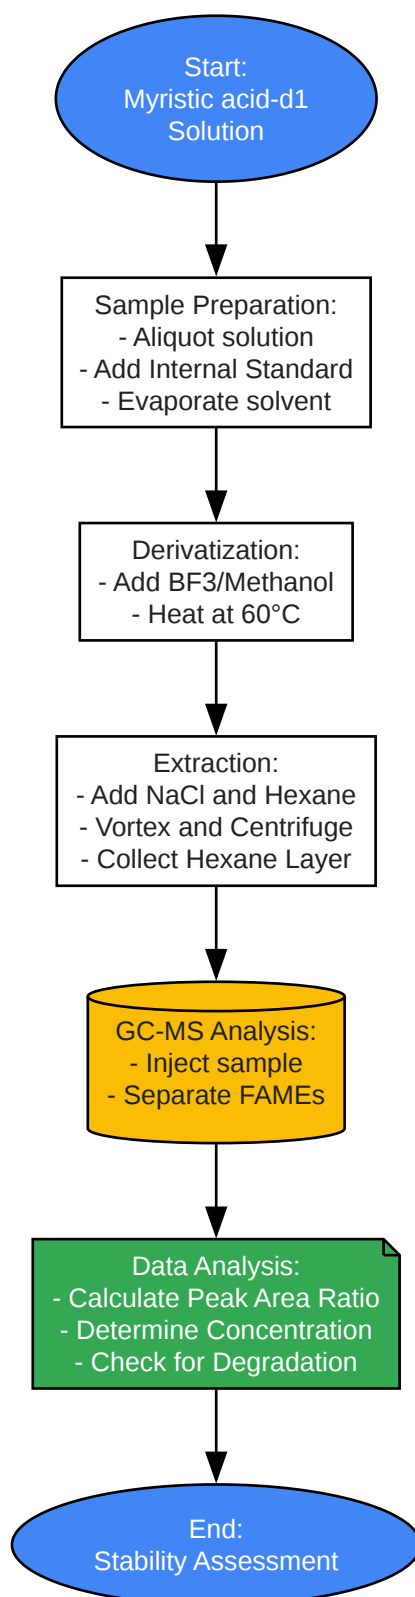 Start:
Myristic acid-d1
Solution
Sample Preparation:
- Aliquot solution
- Add Internal Standard
- Evaporate solvent
Derivatization:
- Add BF3/Methanol
- Heat at 60°C
Extraction:
- Add NaCl and Hexane
- Vortex and Centrifuge
- Collect Hexane Layer
GC-MS Analysis:
- Inject sample
- Separate FAMEs
Data Analysis:
- Calculate Peak Area Ratio
- Determine Concentration
- Check for Degradation
End:
Stability Assessment